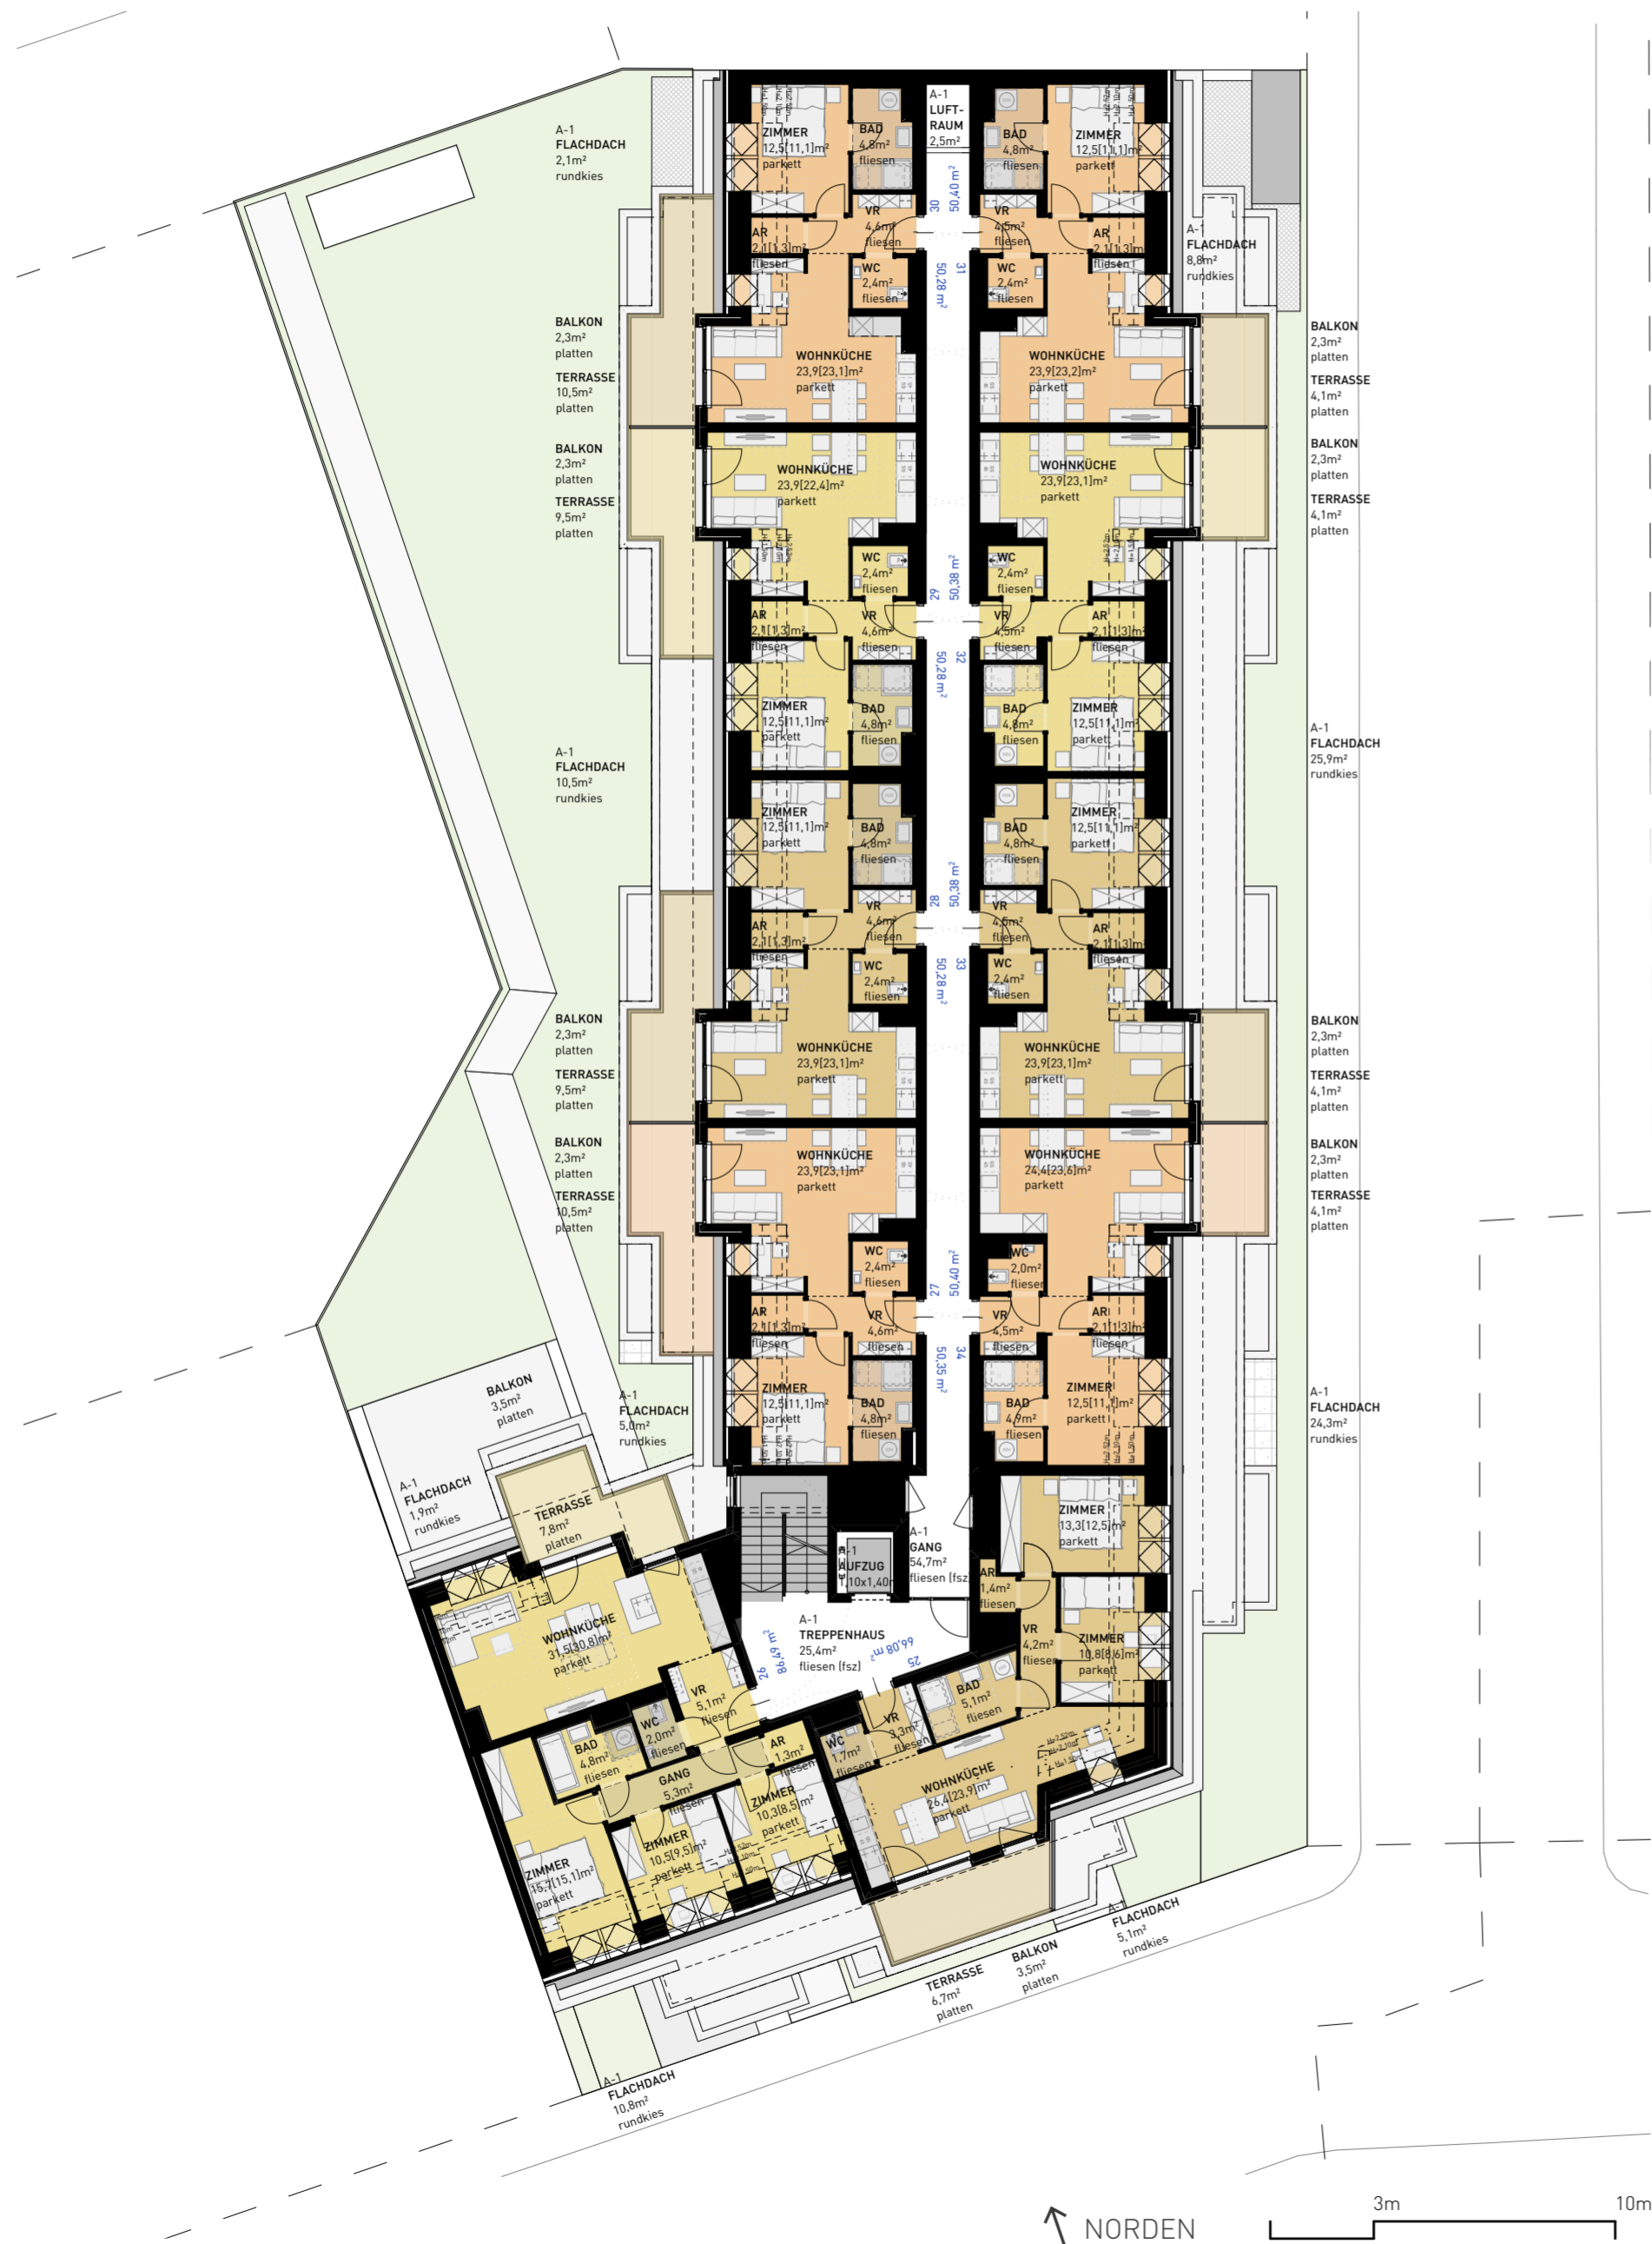 A-1
FLACHDACH
2,1m²
rundkies
ZIMMER
12,5[11,1]m²
parkett
BAD
4,8m²
fliesen
A-1
LUFT-
RAUM
2,5m²
BAD
4,8m²
fliesen
ZIMMER
12,5[11,1]m²
parkett
AR
2,1[1,3]m²
fliesen
VR
4,6m²
fliesen
WC
2,4m²
fliesen
30
50,40 m²
31
50,28 m²
VR
4,5m²
fliesen
WC
2,4m²
fliesen
AR
2,1[1,3]m
fliesen
A-1
FLACHDACH
8,8m²
rundkies
BALKON
2,3m²
platten
TERRASSE
10,5m²
platten
WOHNKÜCHE
23,9[23,1]m²
parkett
WOHNKÜCHE
23,9[23,2]m²
parkett
BALKON
2,3m²
platten
TERRASSE
4,1m²
platten
BALKON
2,3m²
platten
TERRASSE
9,5m²
platten
WOHNKÜCHE
23,9[22,4]m²
parkett
WOHNKÜCHE
23,9[23,1]m²
parkett
BALKON
2,3m²
platten
TERRASSE
4,1m²
platten
WC
2,4m²
fliesen
WC
2,4m²
fliesen
AR
2,1[1,3]m²
fliesen
VR
4,6m²
fliesen
29
50,38 m²
32
50,28 m²
VR
4,5m²
fliesen
AR
2,1[1,3]m²
fliesen
ZIMMER
12,5[11,1]m²
parkett
BAD
4,8m²
fliesen
BAD
4,8m²
fliesen
ZIMMER
12,5[11,1]m²
parkett
A-1
FLACHDACH
10,5m²
rundkies
A-1
FLACHDACH
25,9m²
rundkies
ZIMMER
12,5[11,1]m²
parkett
BAD
4,8m²
fliesen
BAD
4,8m²
fliesen
ZIMMER
12,5[11,1]m²
parkett
AR
2,1[1,3]m²
fliesen
VR
4,6m²
fliesen
WC
2,4m²
fliesen
28
50,38 m²
33
50,28 m²
VR
4,5m²
fliesen
WC
2,4m²
fliesen
AR
2,1[1,3]m
fliesen
BALKON
2,3m²
platten
TERRASSE
9,5m²
platten
WOHNKÜCHE
23,9[23,1]m²
parkett
WOHNKÜCHE
23,9[23,1]m²
parkett
BALKON
2,3m²
platten
TERRASSE
4,1m²
platten
BALKON
2,3m²
platten
TERRASSE
10,5m²
platten
WOHNKÜCHE
23,9[23,1]m²
parkett
WOHNKÜCHE
24,4[23,6]m²
parkett
BALKON
2,3m²
platten
TERRASSE
4,1m²
platten
WC
2,4m²
fliesen
WC
2,0m²
fliesen
AR
2,1[1,3]m²
fliesen
VR
4,6m²
fliesen
27
50,40 m²
34
50,35 m²
VR
4,5m²
fliesen
AR
2,1[1,3]m²
fliesen
ZIMMER
12,5[11,1]m²
parkett
BAD
4,8m²
fliesen
BAD
4,9m²
fliesen
ZIMMER
12,5[11,1]m²
parkett
A-1
FLACHDACH
5,0m²
rundkies
A-1
FLACHDACH
24,3m²
rundkies
BALKON
3,5m²
platten
A-1
FLACHDACH
1,9m²
rundkies
TERRASSE
7,8m²
platten
A-1
AUFZUG
1,10x1,40m
A-1
GANG
54,7m²
fliesen (fsz)
ZIMMER
13,3[12,5]m²
parkett
AR
1,4m²
fliesen
VR
4,2m²
fliesen
ZIMMER
10,8[8,6]m²
parkett
A-1
TREPPENHAUS
25,4m²
fliesen (fsz)
26
86,49 m²
25
66,08 m²
WOHNKÜCHE
31,5[30,8]m²
parkett
VR
5,1m²
fliesen
WC
2,0m²
fliesen
BAD
4,8m²
fliesen
GANG
5,3m²
fliesen
AR
1,3m²
fliesen
ZIMMER
15,7[15,1]m²
parkett
ZIMMER
10,5[9,5]m²
parkett
ZIMMER
10,3[8,5]m²
parkett
WC
1,7m²
fliesen
VR
3,3m²
fliesen
BAD
5,1m²
fliesen
WOHNKÜCHE
26,4[23,9]m²
parkett
H=2,52m
H=2,10m
H=1,50m
TERRASSE
6,7m²
platten
BALKON
3,5m²
platten
A-1
FLACHDACH
5,1m²
rundkies
A-1
FLACHDACH
10,8m²
rundkies
NORDEN
3m
10m